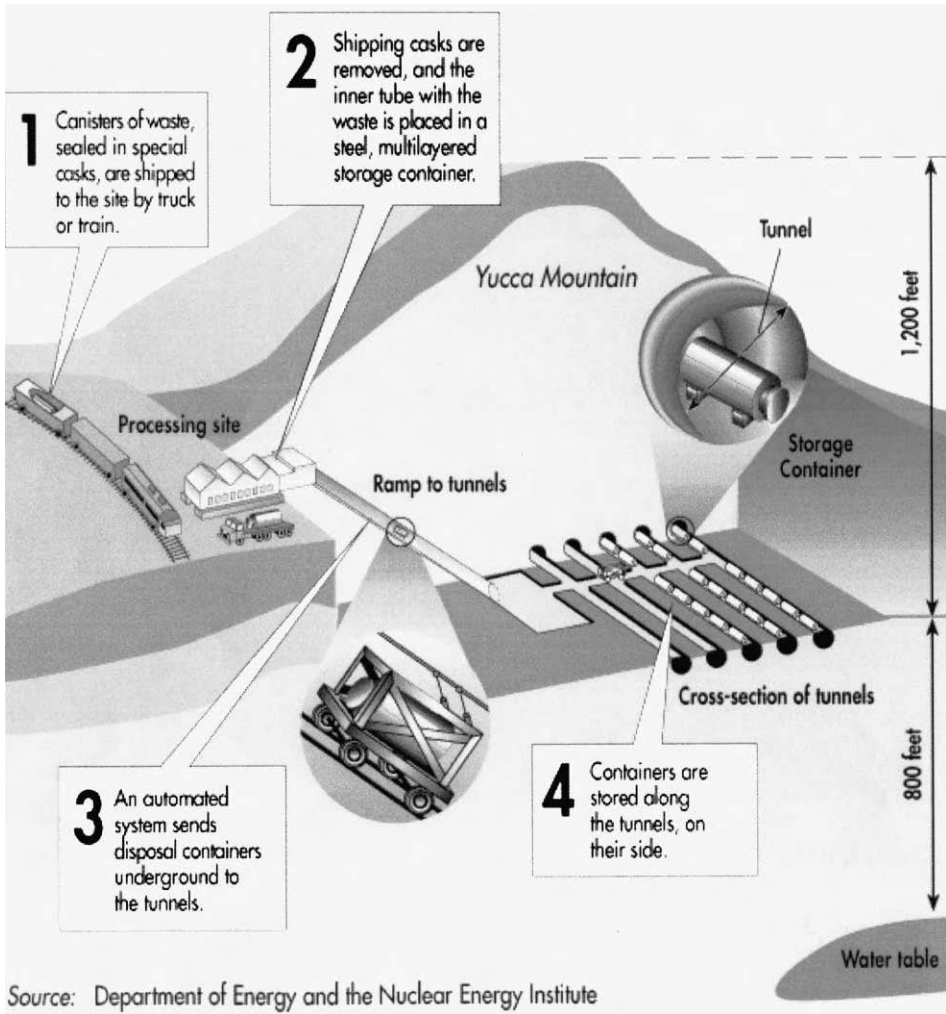 1
Canisters of waste,
sealed in special
casks, are shipped
to the site by truck
or train.
2
Shipping casks are
removed, and the
inner tube with the
waste is placed in a
steel, multilayered
storage container.
Tunnel
Yucca Mountain
1,200 feet
Processing site
Storage
Container
Ramp to tunnels
Cross-section of tunnels
3
An automated
system sends
disposal containers
underground to
the tunnels.
4
Containers are
stored along
the tunnels, on
their side.
800 feet
Water table
Source: Department of Energy and the Nuclear Energy Institute